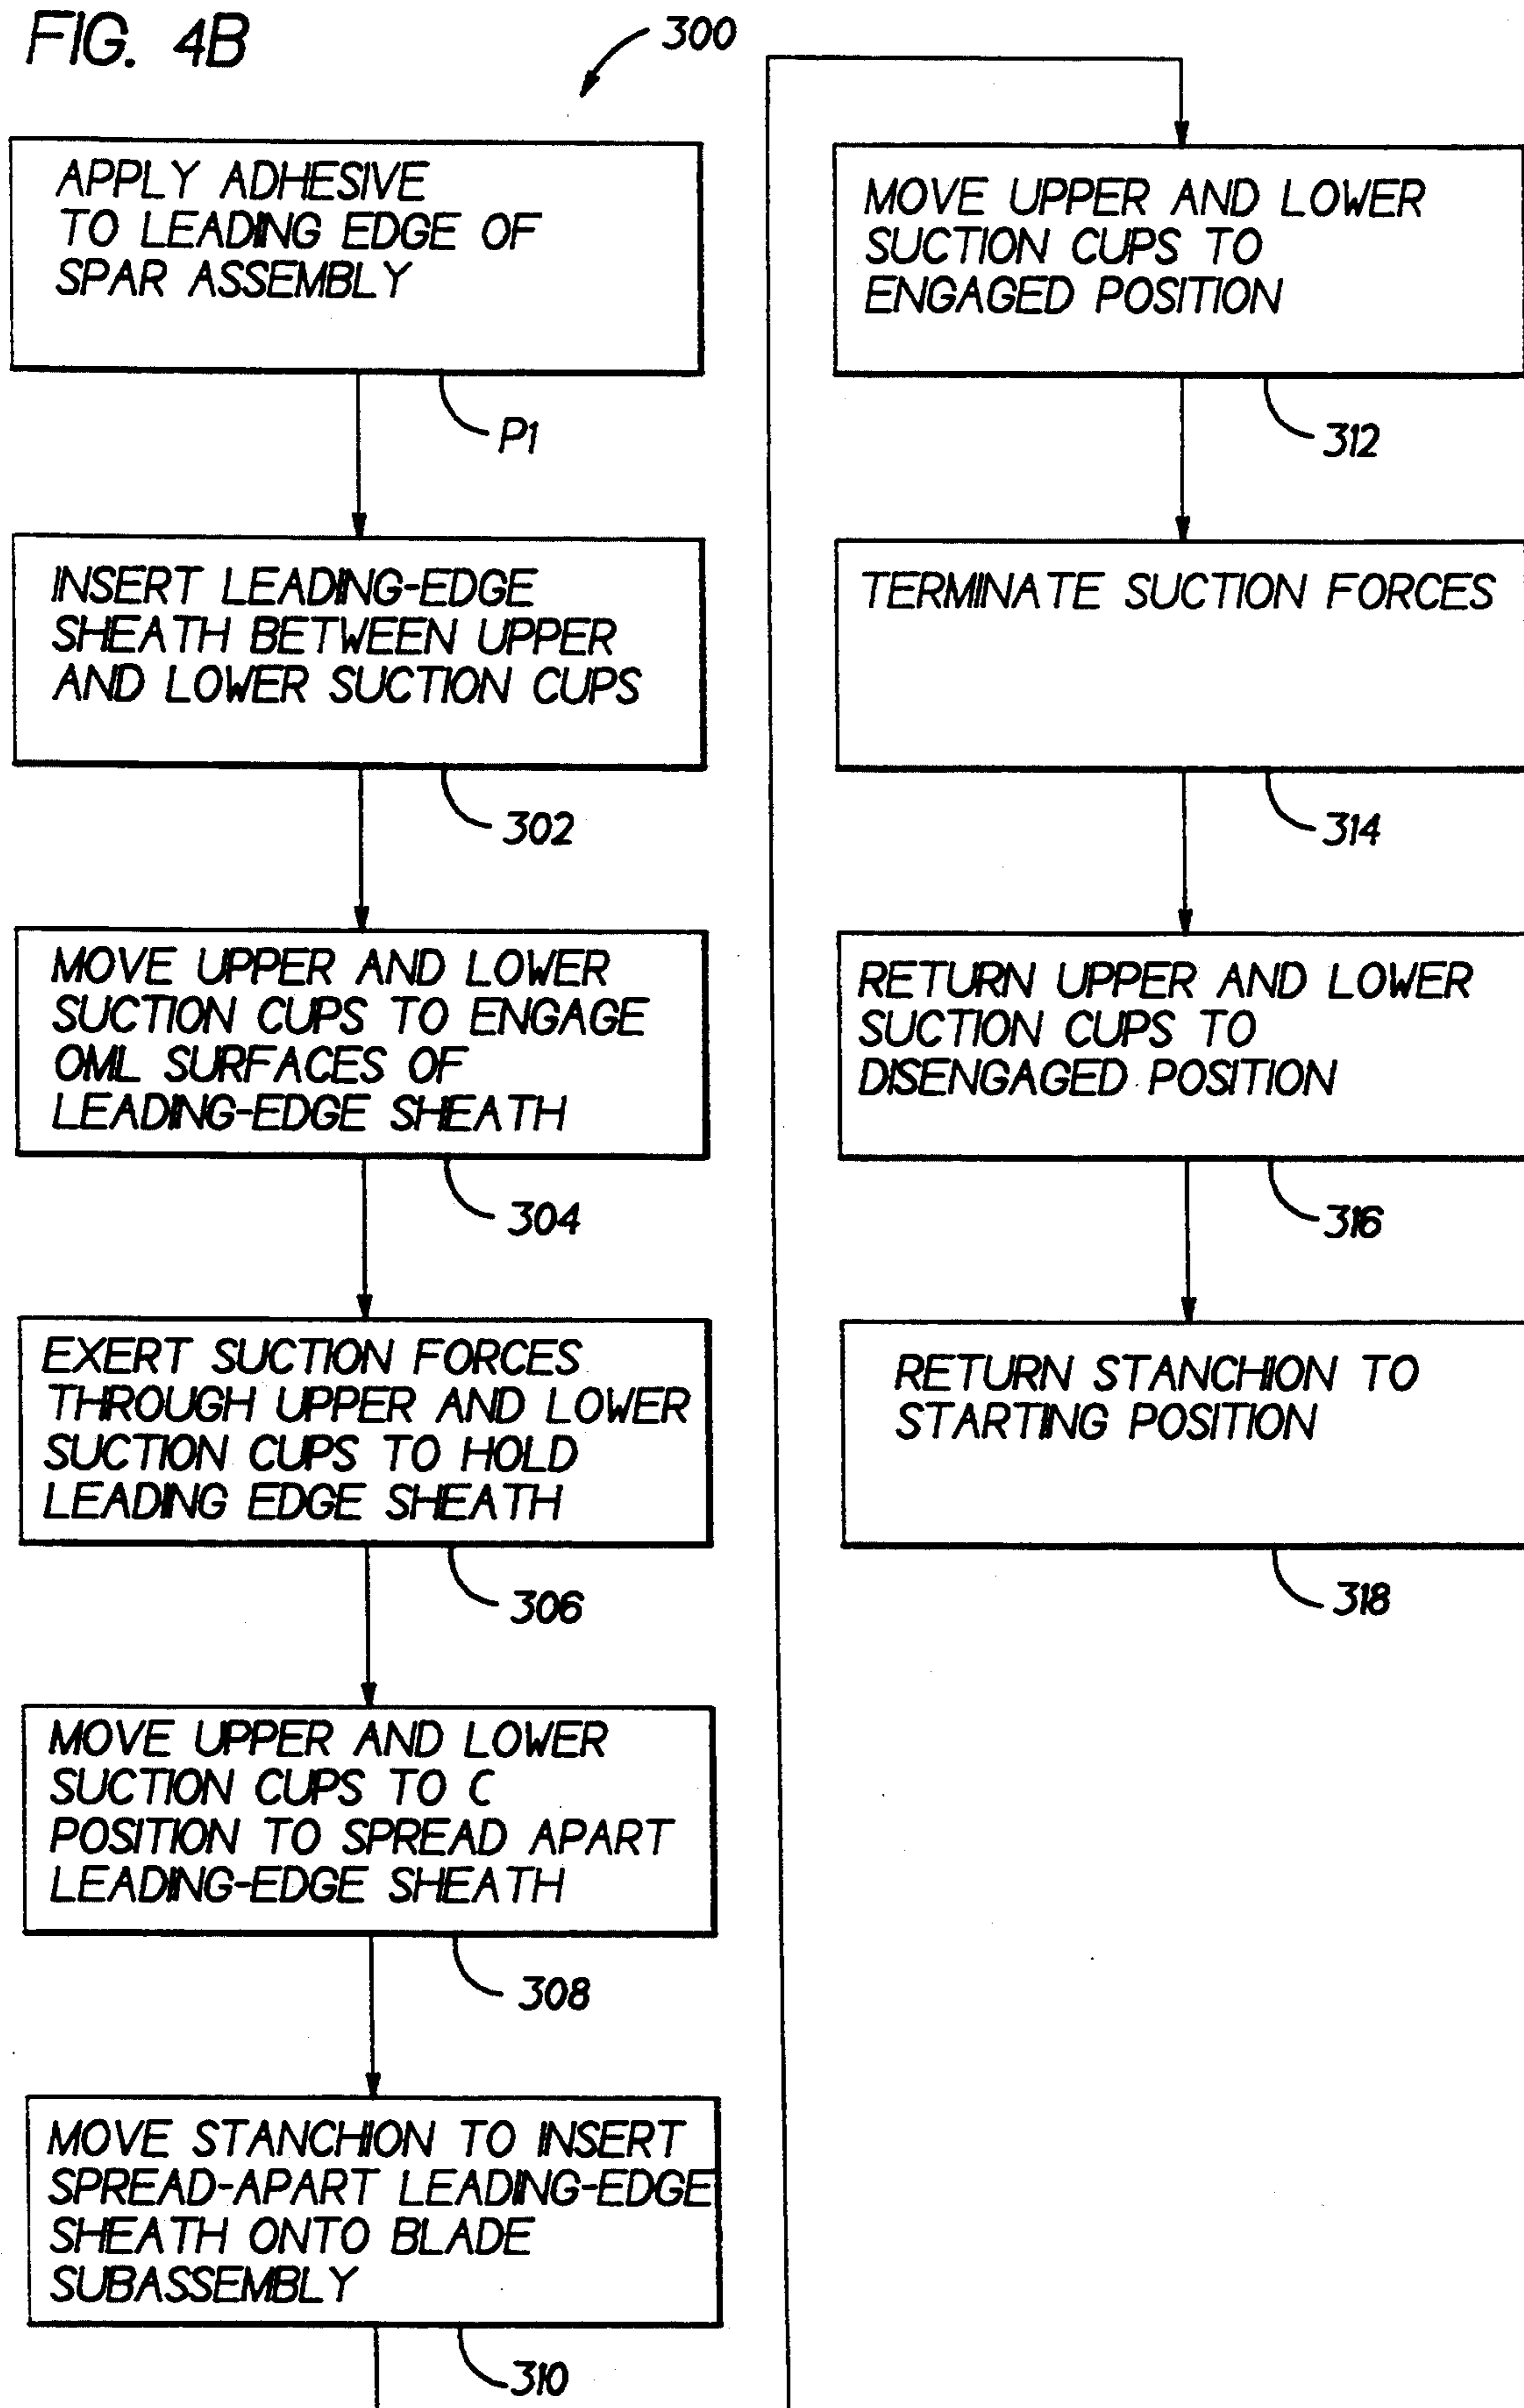 FIG. 4B
300
APPLY ADHESIVE
TO LEADING EDGE OF
SPAR ASSEMBLY
P1
INSERT LEADING-EDGE
SHEATH BETWEEN UPPER
AND LOWER SUCTION CUPS
302
MOVE UPPER AND LOWER
SUCTION CUPS TO ENGAGE
OML SURFACES OF
LEADING-EDGE SHEATH
304
EXERT SUCTION FORCES
THROUGH UPPER AND LOWER
SUCTION CUPS TO HOLD
LEADING EDGE SHEATH
306
MOVE UPPER AND LOWER
SUCTION CUPS TO C
POSITION TO SPREAD APART
LEADING-EDGE SHEATH
308
MOVE STANCHION TO INSERT
SPREAD-APART LEADING-EDGE
SHEATH ONTO BLADE
SUBASSEMBLY
310
MOVE UPPER AND LOWER
SUCTION CUPS TO
ENGAGED POSITION
312
TERMINATE SUCTION FORCES
314
RETURN UPPER AND LOWER
SUCTION CUPS TO
DISENGAGED POSITION
316
RETURN STANCHION TO
STARTING POSITION
318